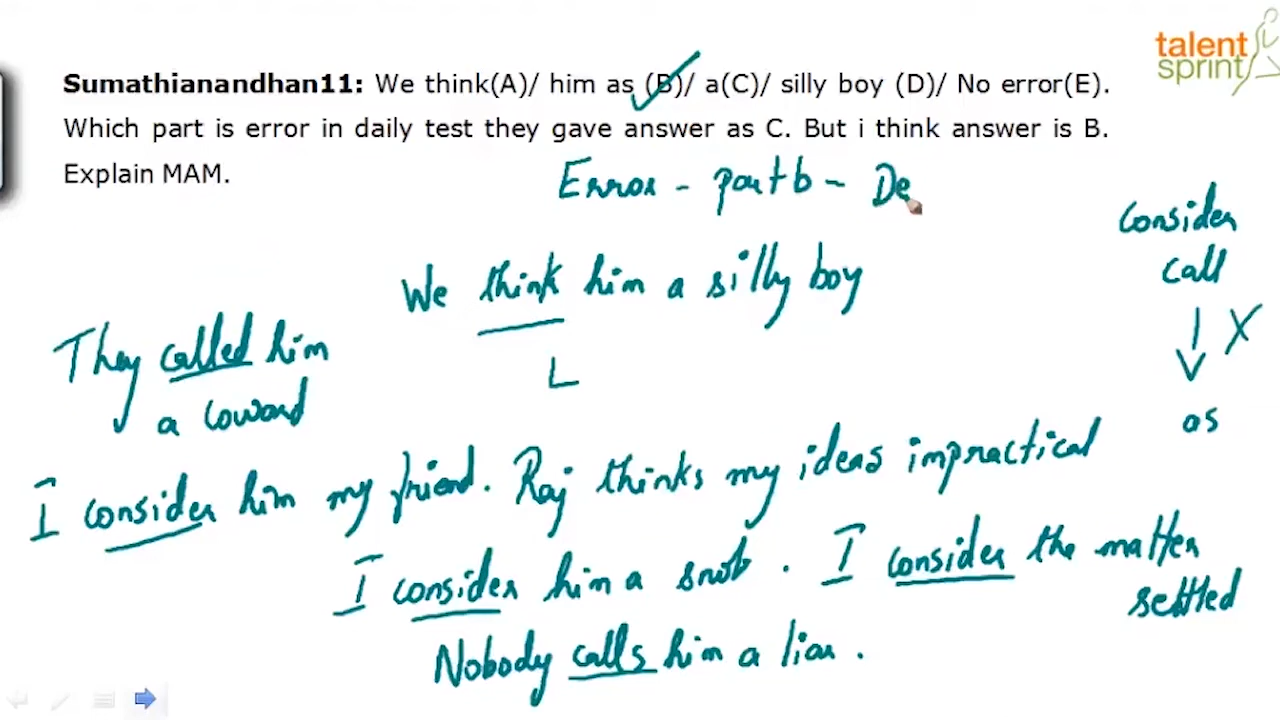 talent
sprint
Sumathianandhan11: We think(A)/ him as (B)/ a(C)/ silly boy (D)/ No error(E).
Which part is error in daily test they gave answer as C. But i think answer is B.
Explain MAM.
Error - part b - De
Consider
call
X
as
We think him a silly boy
L
They called him
a coward
I consider him my friend. Raj thinks my ideas impractical
I consider him a snob. I consider the matter
settled
Nobody calls him a liar.